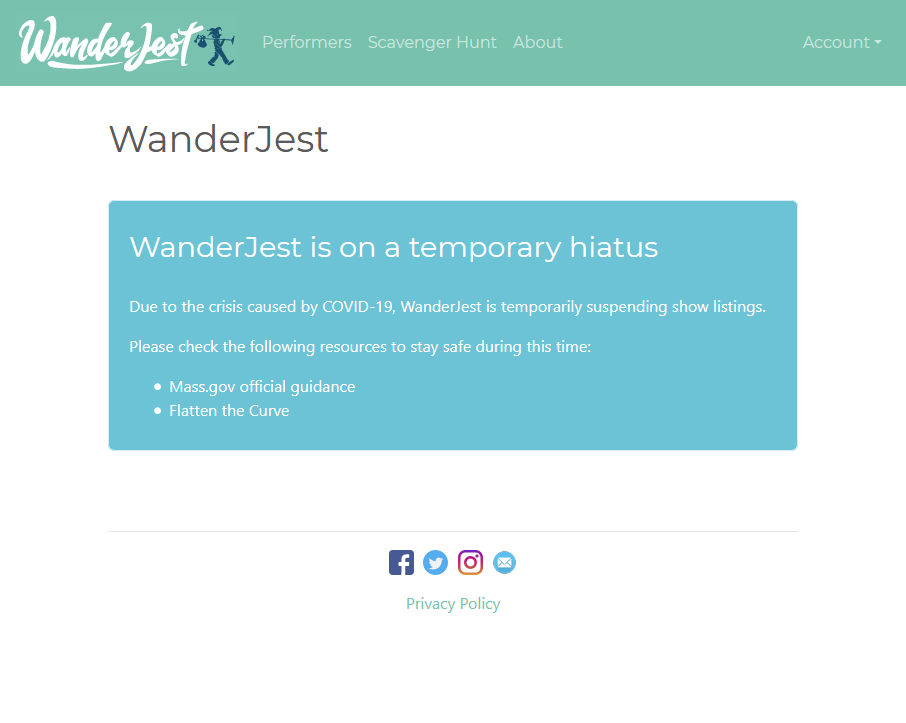 WanderJest
Performers Scavenger Hunt About Account
WanderJest
WanderJest is on a temporary hiatus
Due to the crisis caused by COVID-19, WanderJest is temporarily suspending show listings.
Please check the following resources to stay safe during this time:
Mass.gov official guidance
Flatten the Curve
Privacy Policy